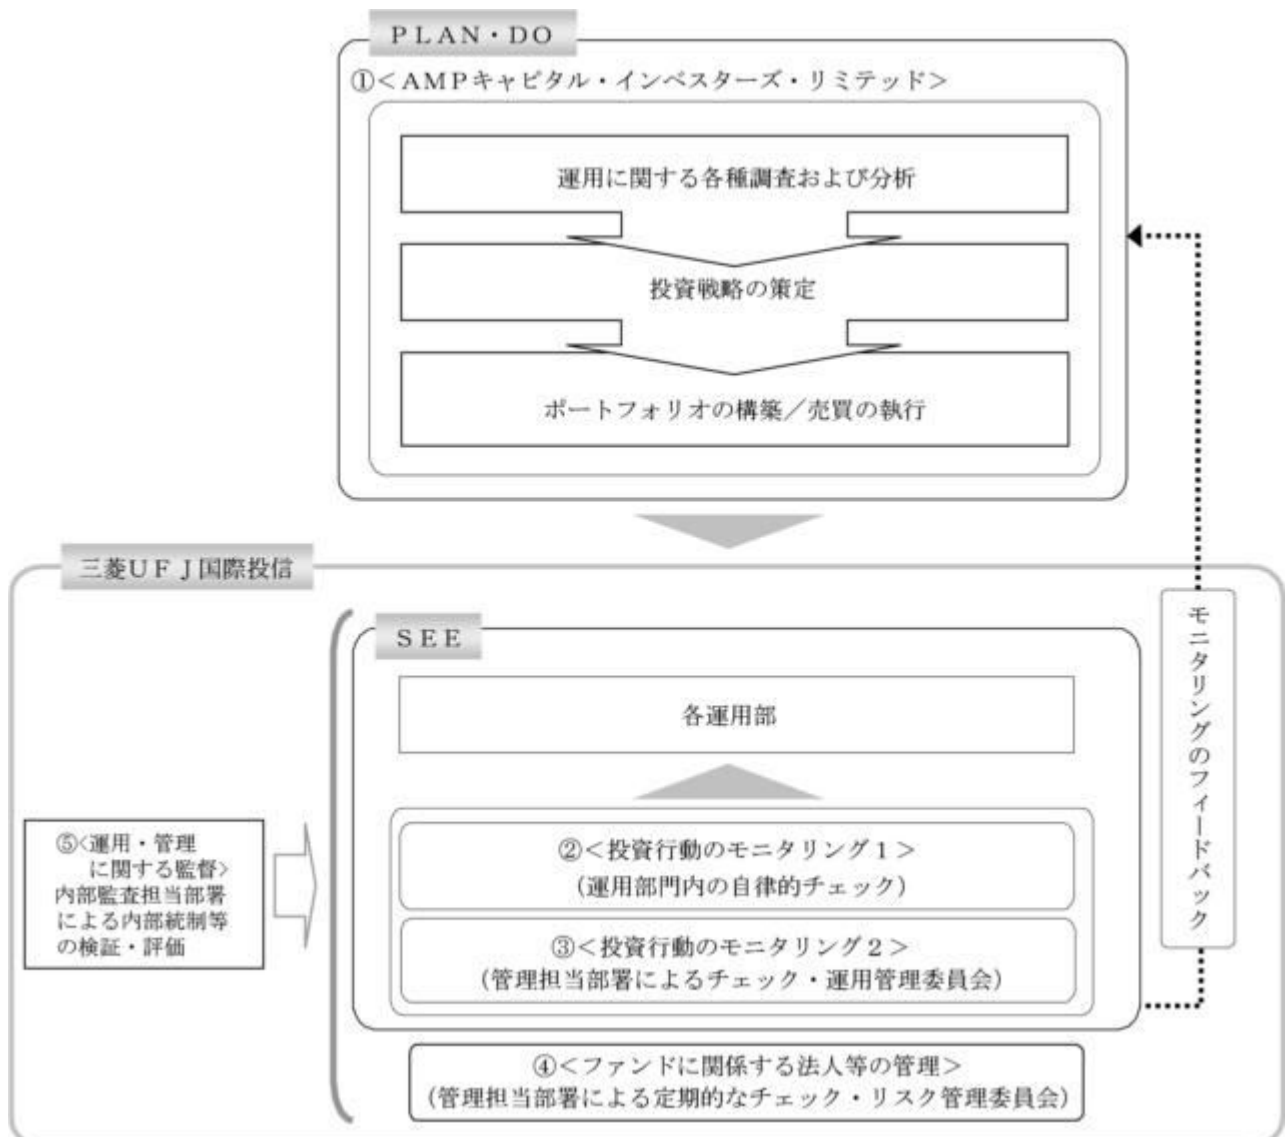 ＰＬＡＮ・ＤＯ
①＜ＡＭＰキャピタル・インベスターズ・リミテッド＞
運用に関する各種調査および分析
投資戦略の策定
ポートフォリオの構築／売買の執行
三菱ＵＦＪ国際投信
ＳＥＥ
各運用部
②＜投資行動のモニタリング１＞
（運用部門内の自律的チェック）
③＜投資行動のモニタリング２＞
（管理担当部署によるチェック・運用管理委員会）
④＜ファンドに関係する法人等の管理＞
（管理担当部署による定期的なチェック・リスク管理委員会）
⑤<運用・管理
に関する監督>
内部監査担当部署
による内部統制等
の検証・評価
モニタリングのフィードバック